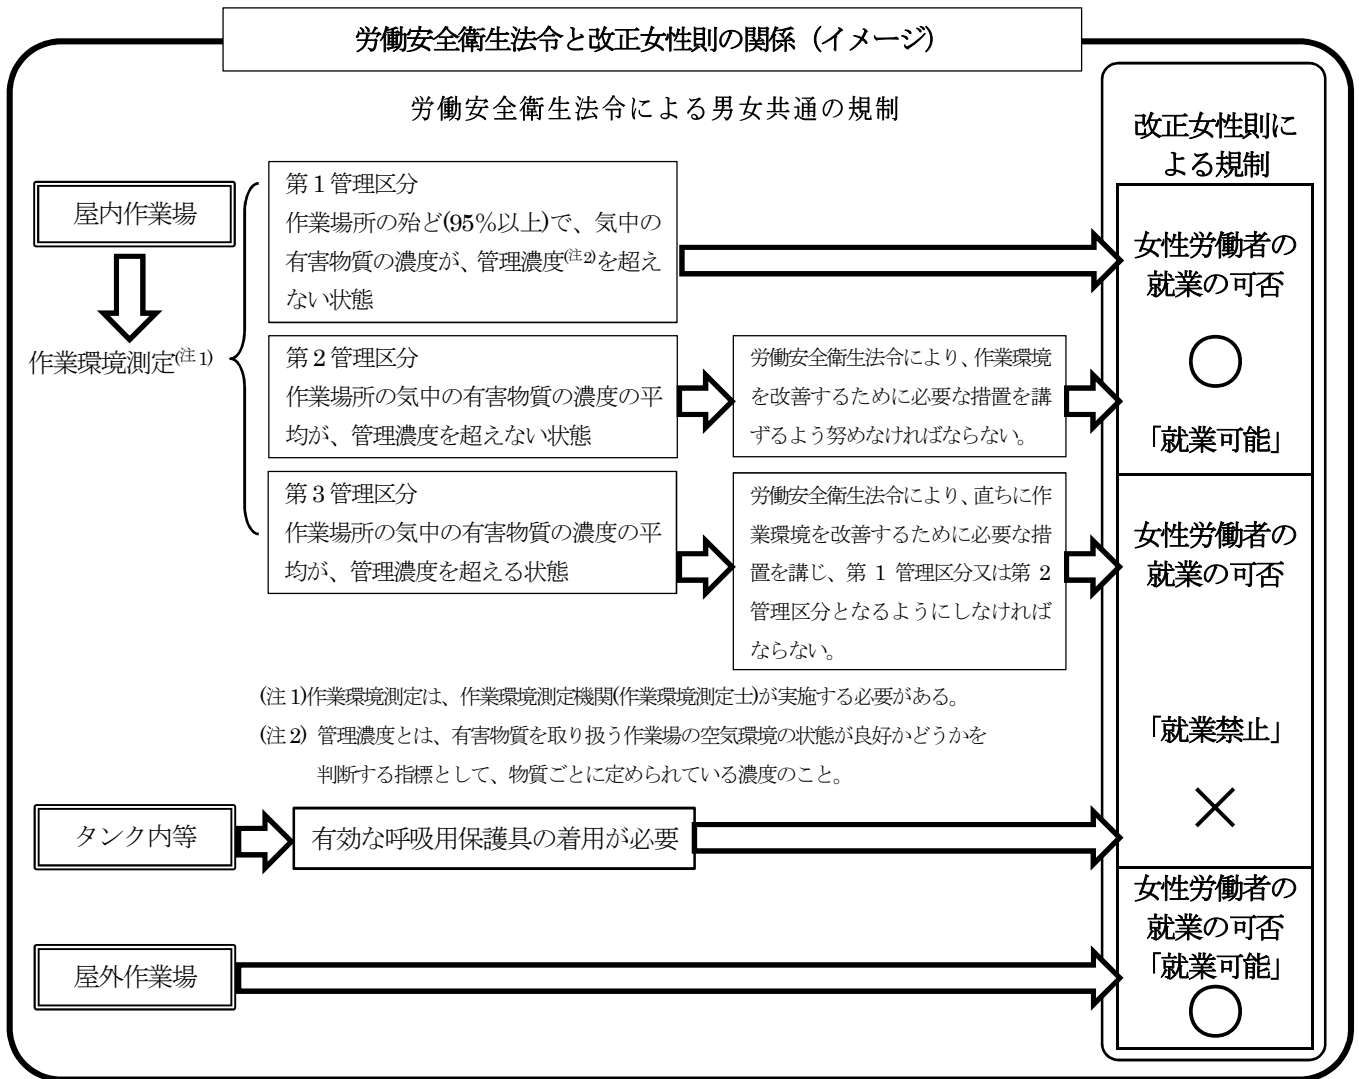 労働安全衛生法令と改正女性則の関係（イメージ）
労働安全衛生法令による男女共通の規制
改正女性則に
よる規制
屋内作業場
作業環境測定(注1)
第1管理区分
作業場所の殆ど(95%以上)で、気中の
有害物質の濃度が、管理濃度(注2)を超え
ない状態
女性労働者の
就業の可否
○
「就業可能」
第2管理区分
作業場所の気中の有害物質の濃度の平
均が、管理濃度を超えない状態
労働安全衛生法令により、作業環境
を改善するために必要な措置を講
ずるよう努めなければならない。
第3管理区分
作業場所の気中の有害物質の濃度の平
均が、管理濃度を超える状態
労働安全衛生法令により、直ちに作
業環境を改善するために必要な措
置を講じ、第1管理区分又は第2
管理区分となるようにしなければ
ならない。
女性労働者の
就業の可否
「就業禁止」
×
(注1)作業環境測定は、作業環境測定機関(作業環境測定士)が実施する必要がある。
(注2) 管理濃度とは、有害物質を取り扱う作業場の空気環境の状態が良好かどうかを
判断する指標として、物質ごとに定められている濃度のこと。
タンク内等
有効な呼吸用保護具の着用が必要
屋外作業場
女性労働者の
就業の可否
「就業可能」
○